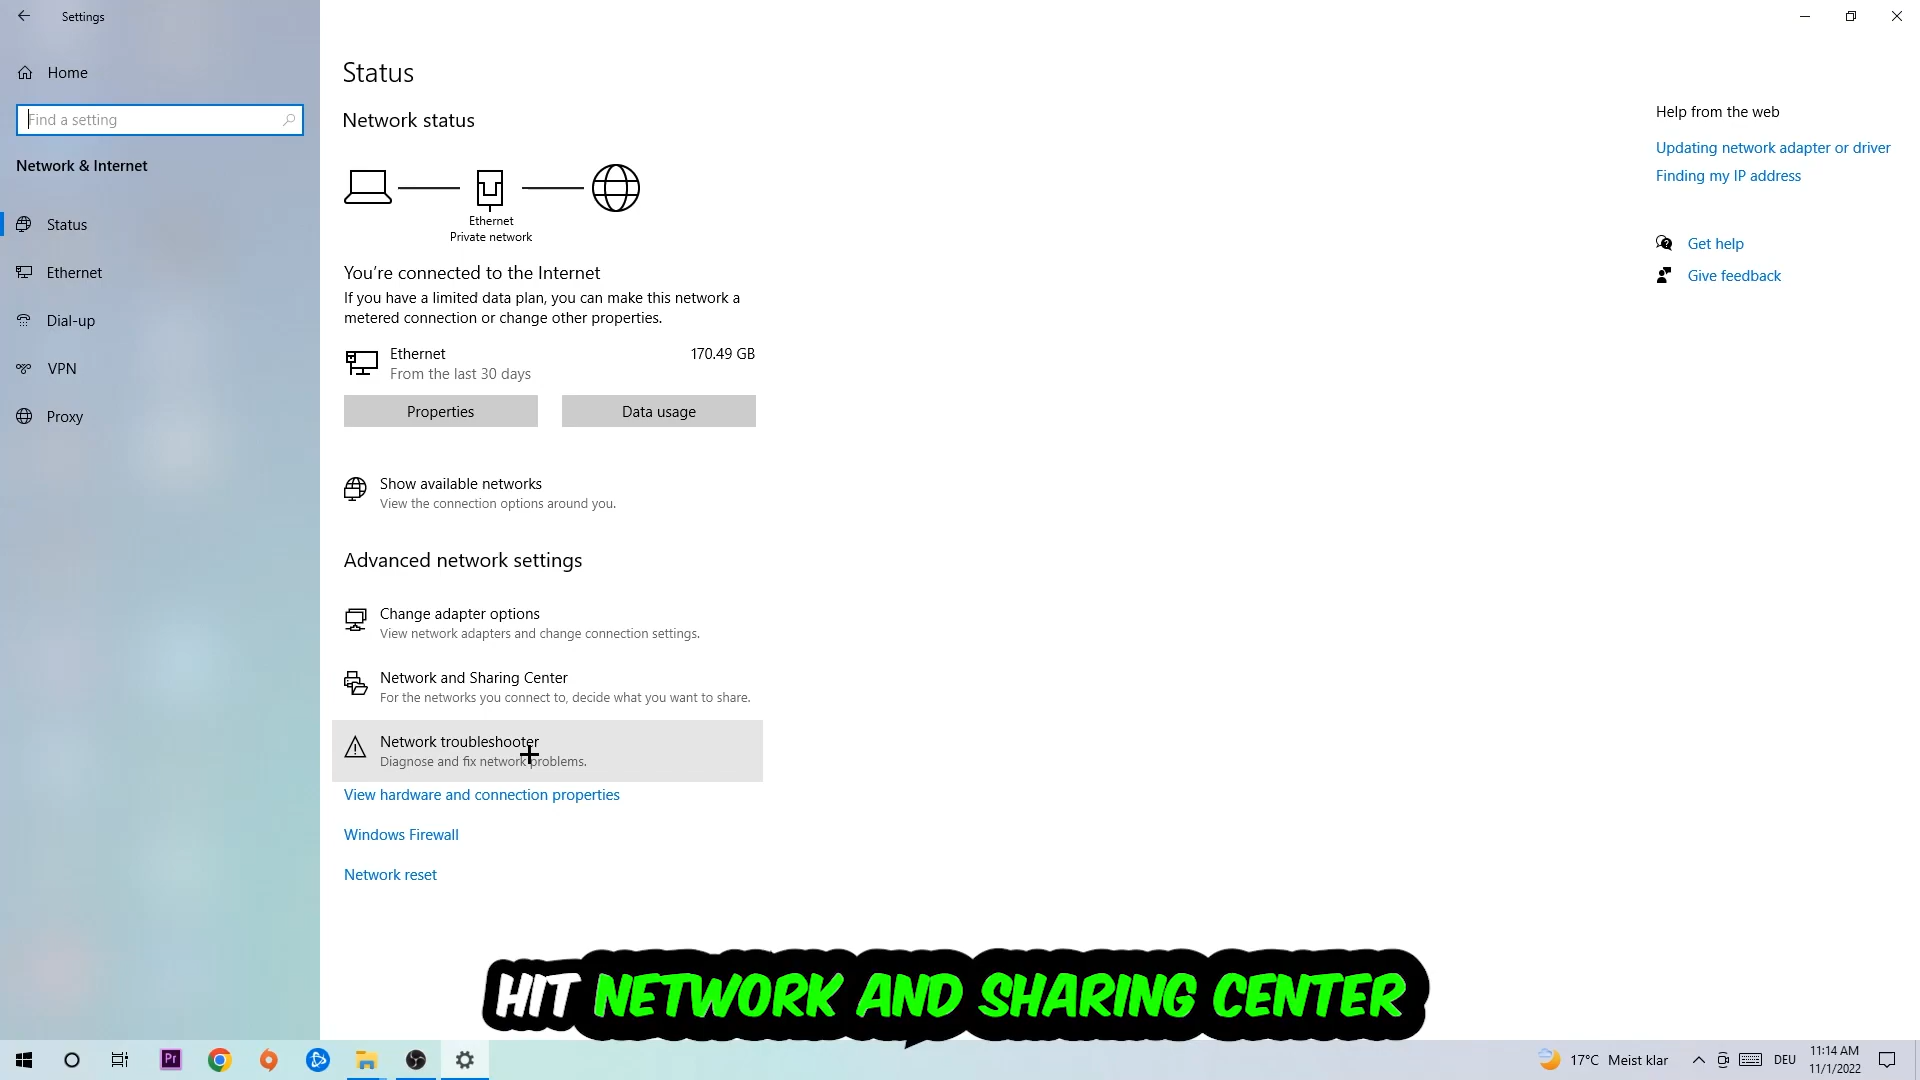 Settings
Home
Find a setting
Network & Internet
Status
Ethernet
Dial-up
VPN
Proxy
Status
Network status
Ethernet
Private network
You're connected to the Internet
If you have a limited data plan, you can make this network a
metered connection or change other properties.
Ethernet 170.49 GB
From the last 30 days
Properties Data usage
Show available networks
View the connection options around you.
Advanced network settings
Change adapter options
View network adapters and change connection settings.
Network and Sharing Center
For the networks you connect to, decide what you want to share.
Network troubleshooter
Diagnose and fix network problems.
View hardware and connection properties
Windows Firewall
Network reset
Help from the web
Updating network adapter or driver
Finding my IP address
Get help
Give feedback
HIT NETWORK AND SHARING CENTER
Pr
17°C Meist klar
DEU
11:14 AM
11/1/2022